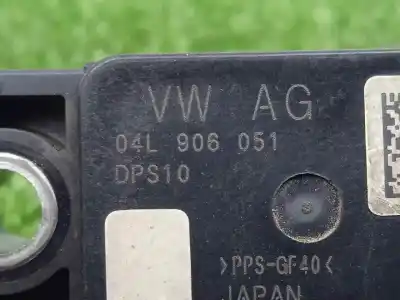 VW AG
04L 906 051
DPS10
>PPS-GF40<
JAPAN